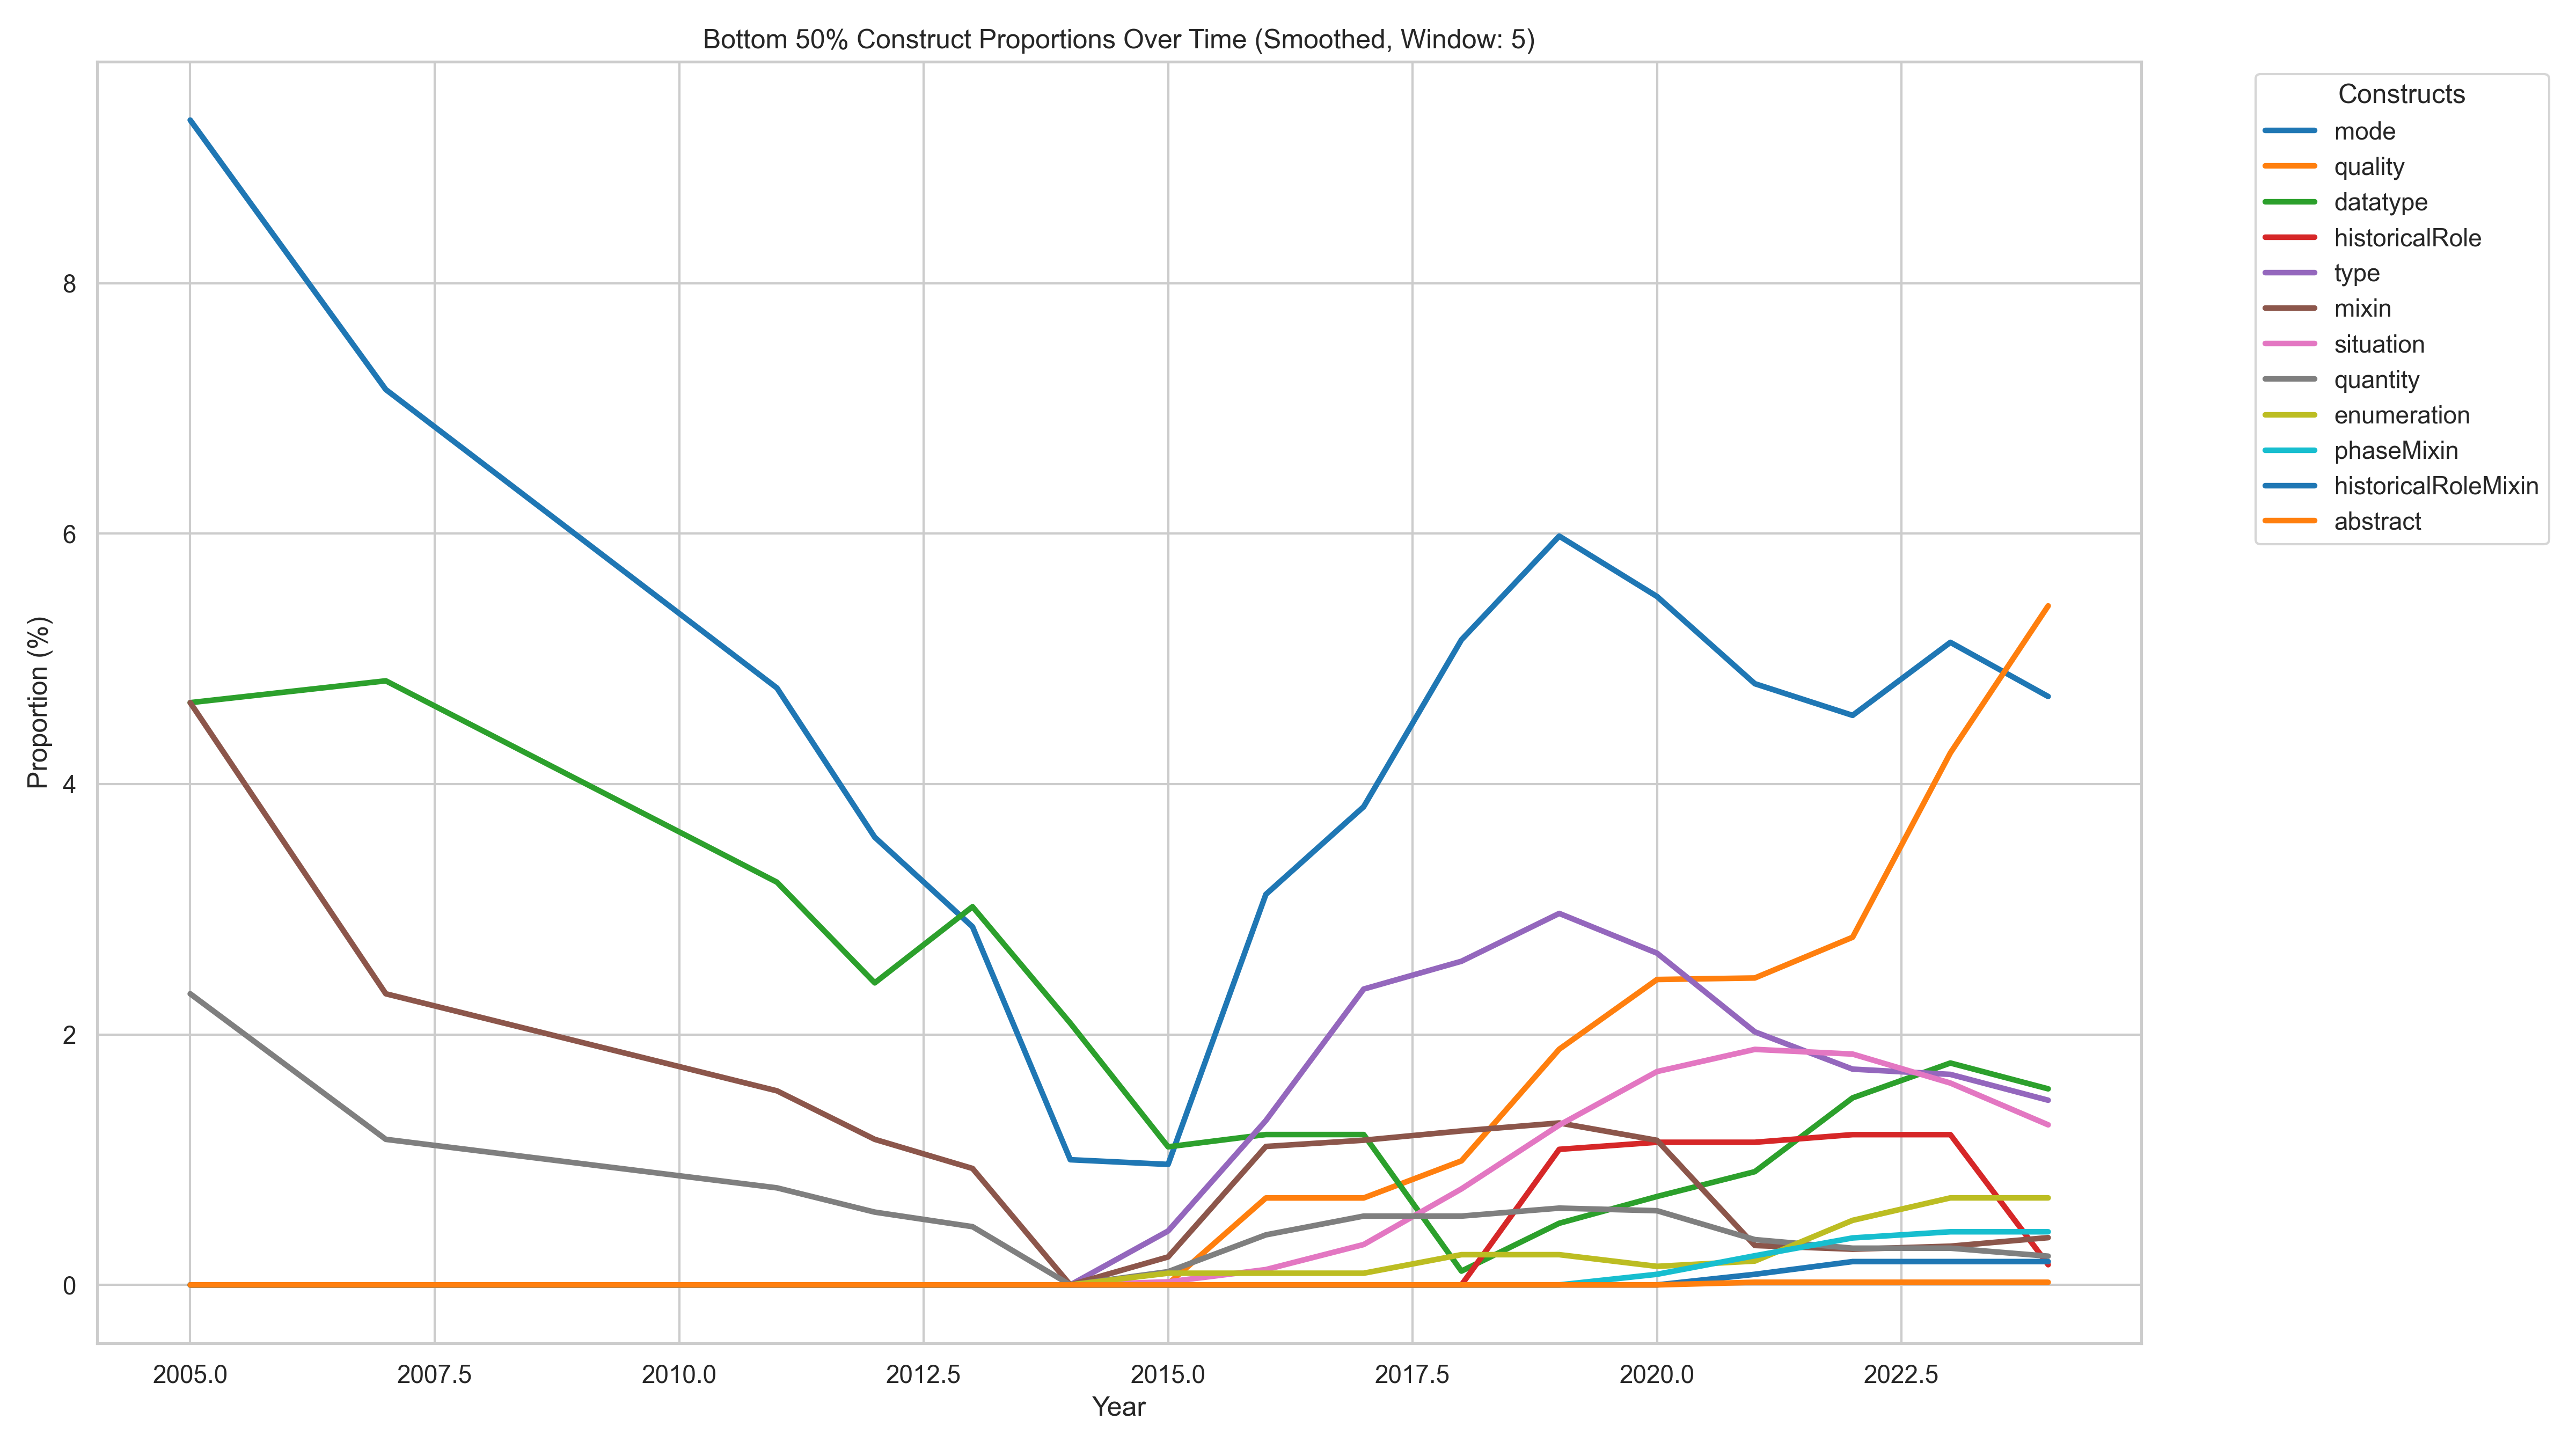 Bottom 50% Construct Proportions Over Time (Smoothed, Window: 5)
Constructs
mode
quality
datatype
historicalRole
type
mixin
situation
quantity
enumeration
phaseMixin
historicalRoleMixin
abstract
Proportion (%)
8
6
4
2
0
2005.0 2007.5 2010.0 2012.5 2015.0 2017.5 2020.0 2022.5
Year